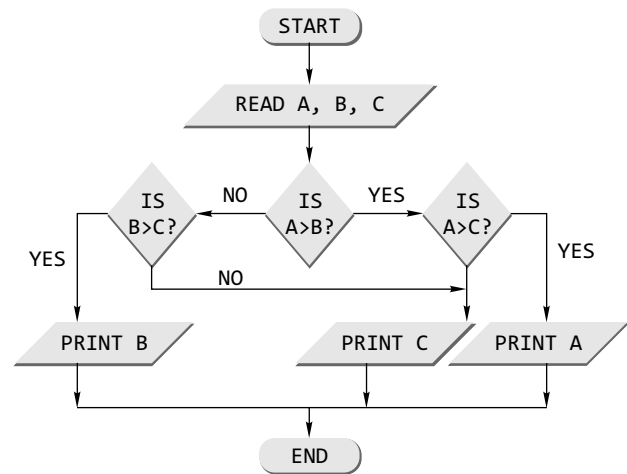 START
READ A, B, C
IS
B>C?
NO
IS
A>B?
YES
IS
A>C?
YES
NO
YES
PRINT B
PRINT C
PRINT A
END